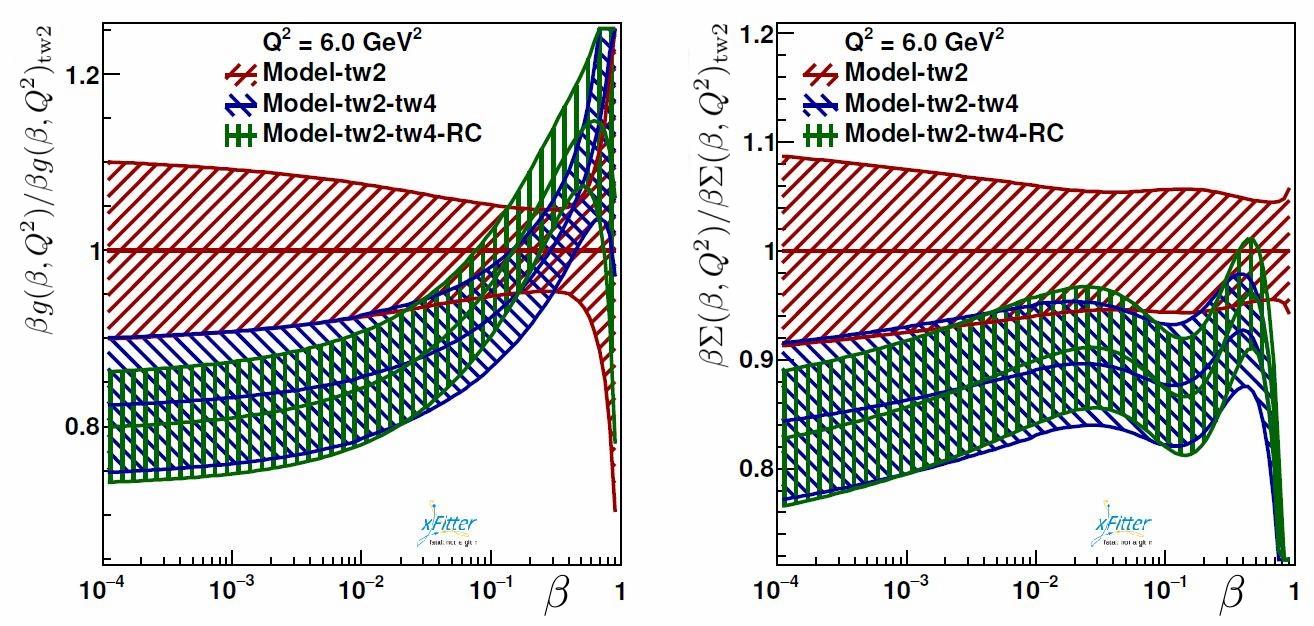 βg(β, Q²)/βg(β, Q²)tw2
Q² = 6.0 GeV²
Model-tw2
Model-tw2-tw4
Model-tw2-tw4-RC
1.2
1
0.8
xFitter
10⁻⁴ 10⁻³ 10⁻² 10⁻¹ β 1
βΣ(β, Q²)/βΣ(β, Q²)tw2
Q² = 6.0 GeV²
Model-tw2
Model-tw2-tw4
Model-tw2-tw4-RC
1.2
1.1
1
0.9
0.8
xFitter
10⁻⁴ 10⁻³ 10⁻² 10⁻¹ β 1